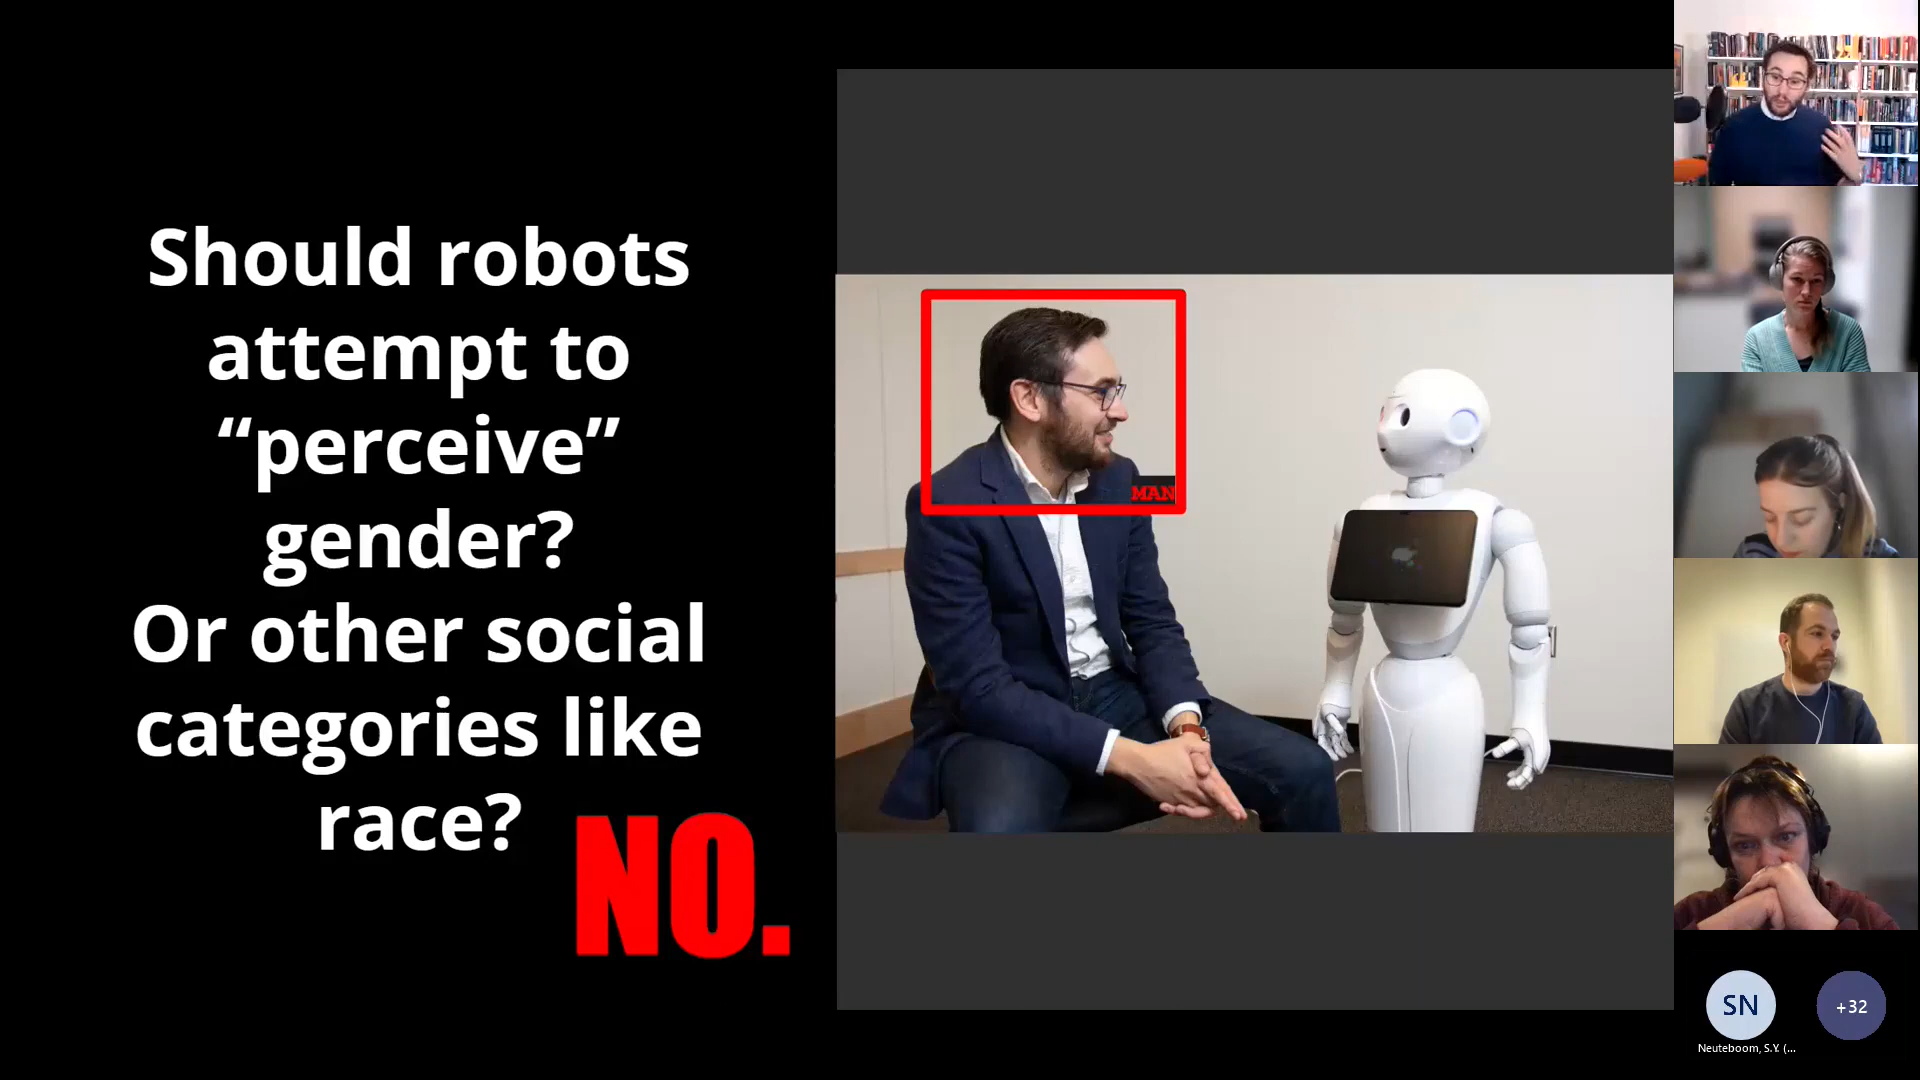 Should robots
attempt to
“perceive”
gender?
Or other social
categories like
race?
NO.
MAN
SN
+32
Neuteboom, S.Y. (...